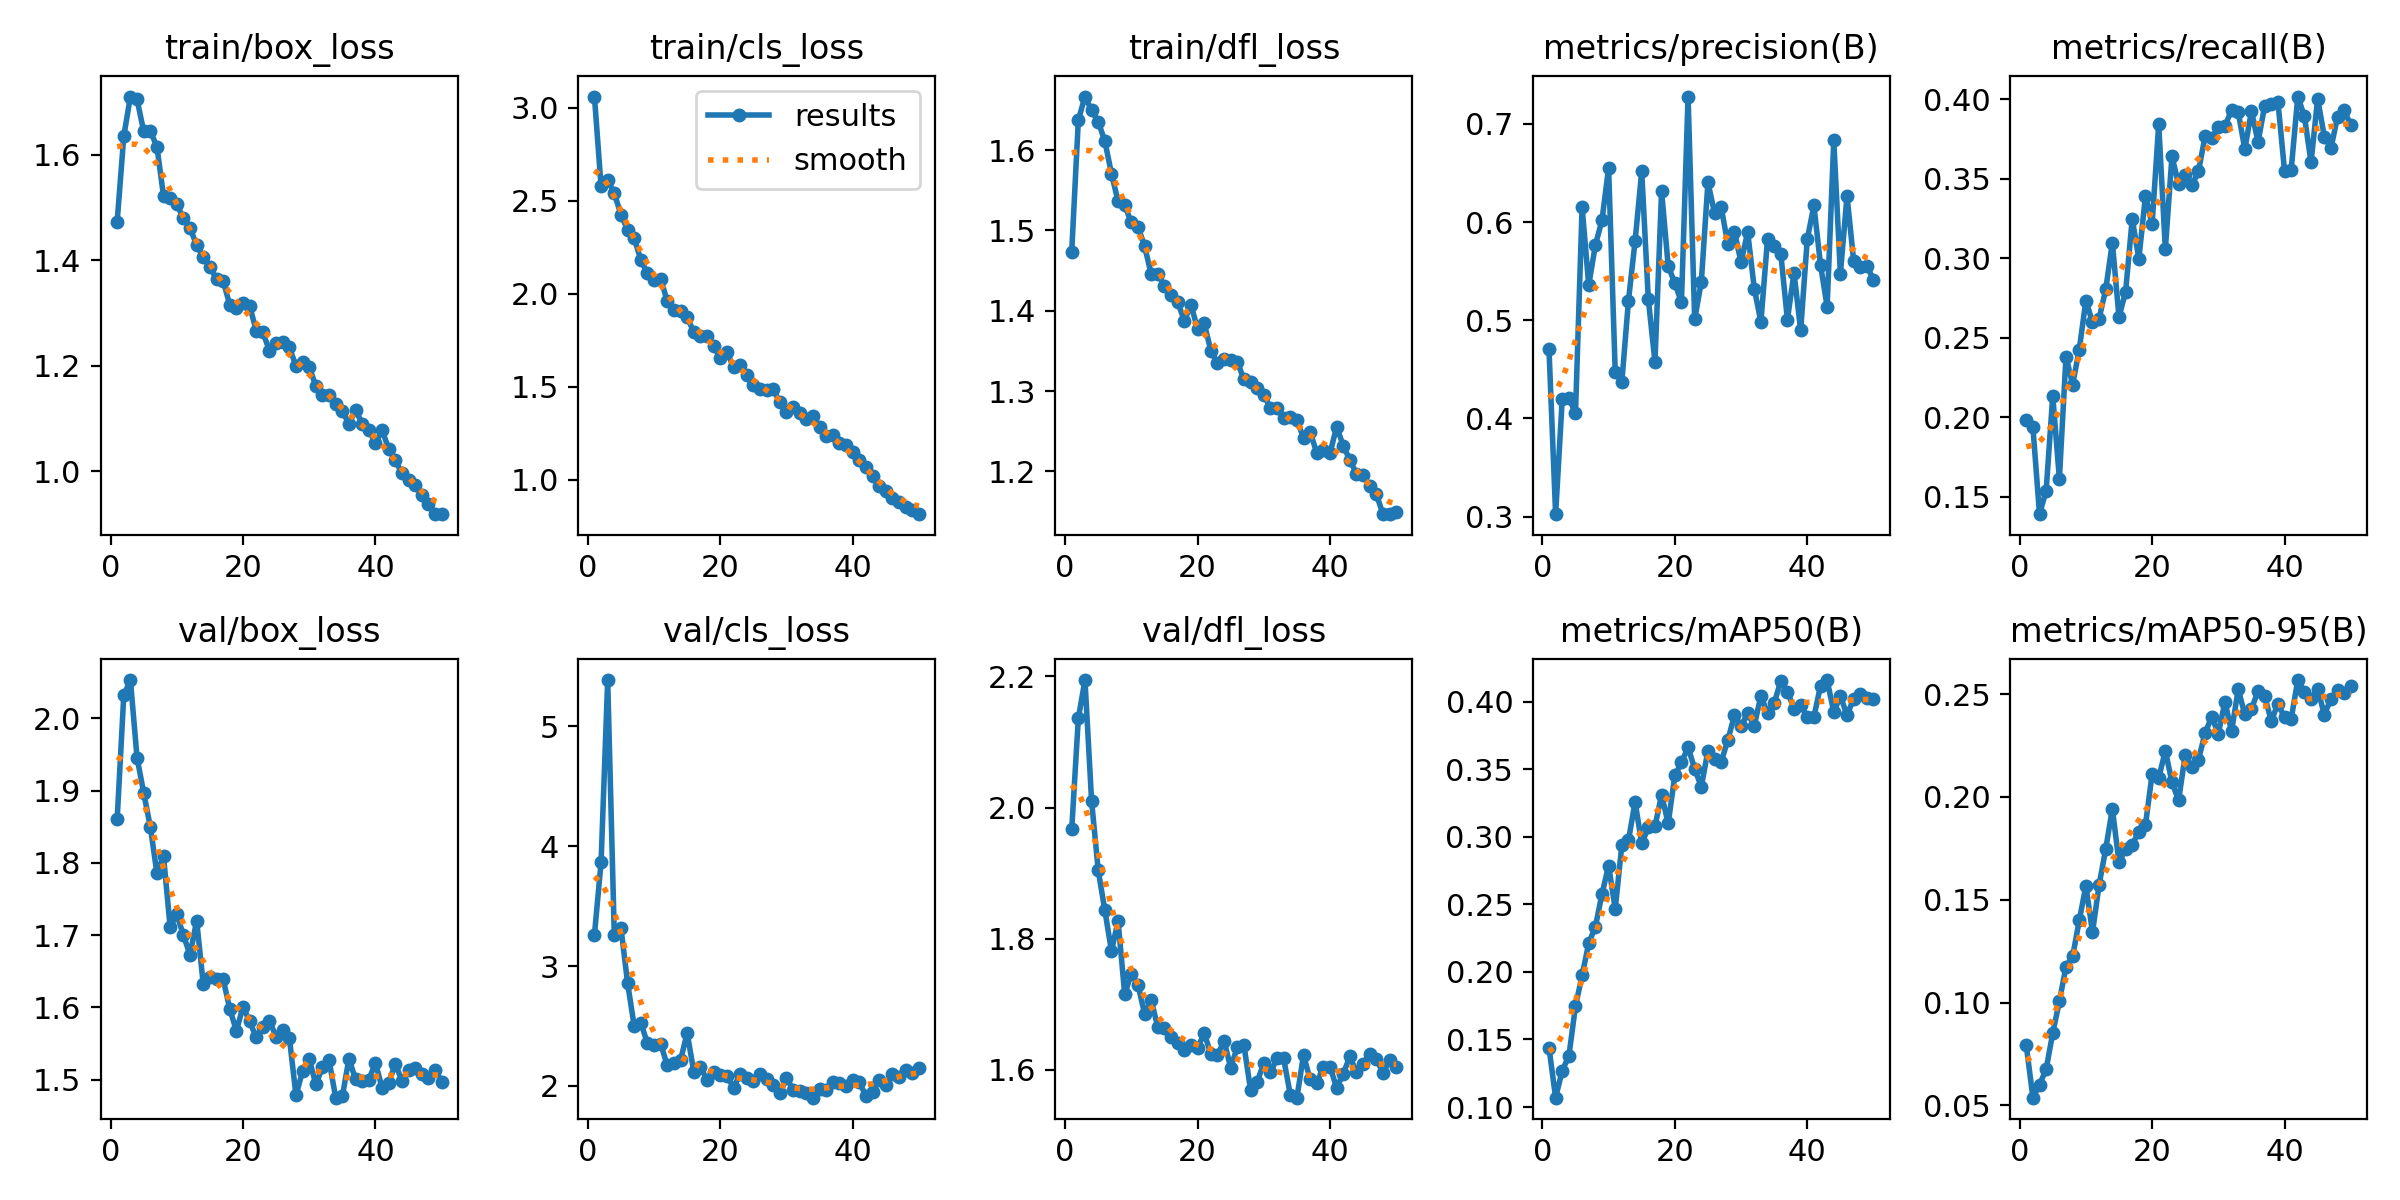 train/box_loss
1.6
1.4
1.2
1.0
0 20 40
train/cls_loss
results
smooth
3.0
2.5
2.0
1.5
1.0
0 20 40
train/dfl_loss
1.6
1.5
1.4
1.3
1.2
0 20 40
metrics/precision(B)
0.7
0.6
0.5
0.4
0.3
0 20 40
metrics/recall(B)
0.40
0.35
0.30
0.25
0.20
0.15
0 20 40
val/box_loss
2.0
1.9
1.8
1.7
1.6
1.5
0 20 40
val/cls_loss
5
4
3
2
0 20 40
val/dfl_loss
2.2
2.0
1.8
1.6
0 20 40
metrics/mAP50(B)
0.40
0.35
0.30
0.25
0.20
0.15
0.10
0 20 40
metrics/mAP50-95(B)
0.25
0.20
0.15
0.10
0.05
0 20 40